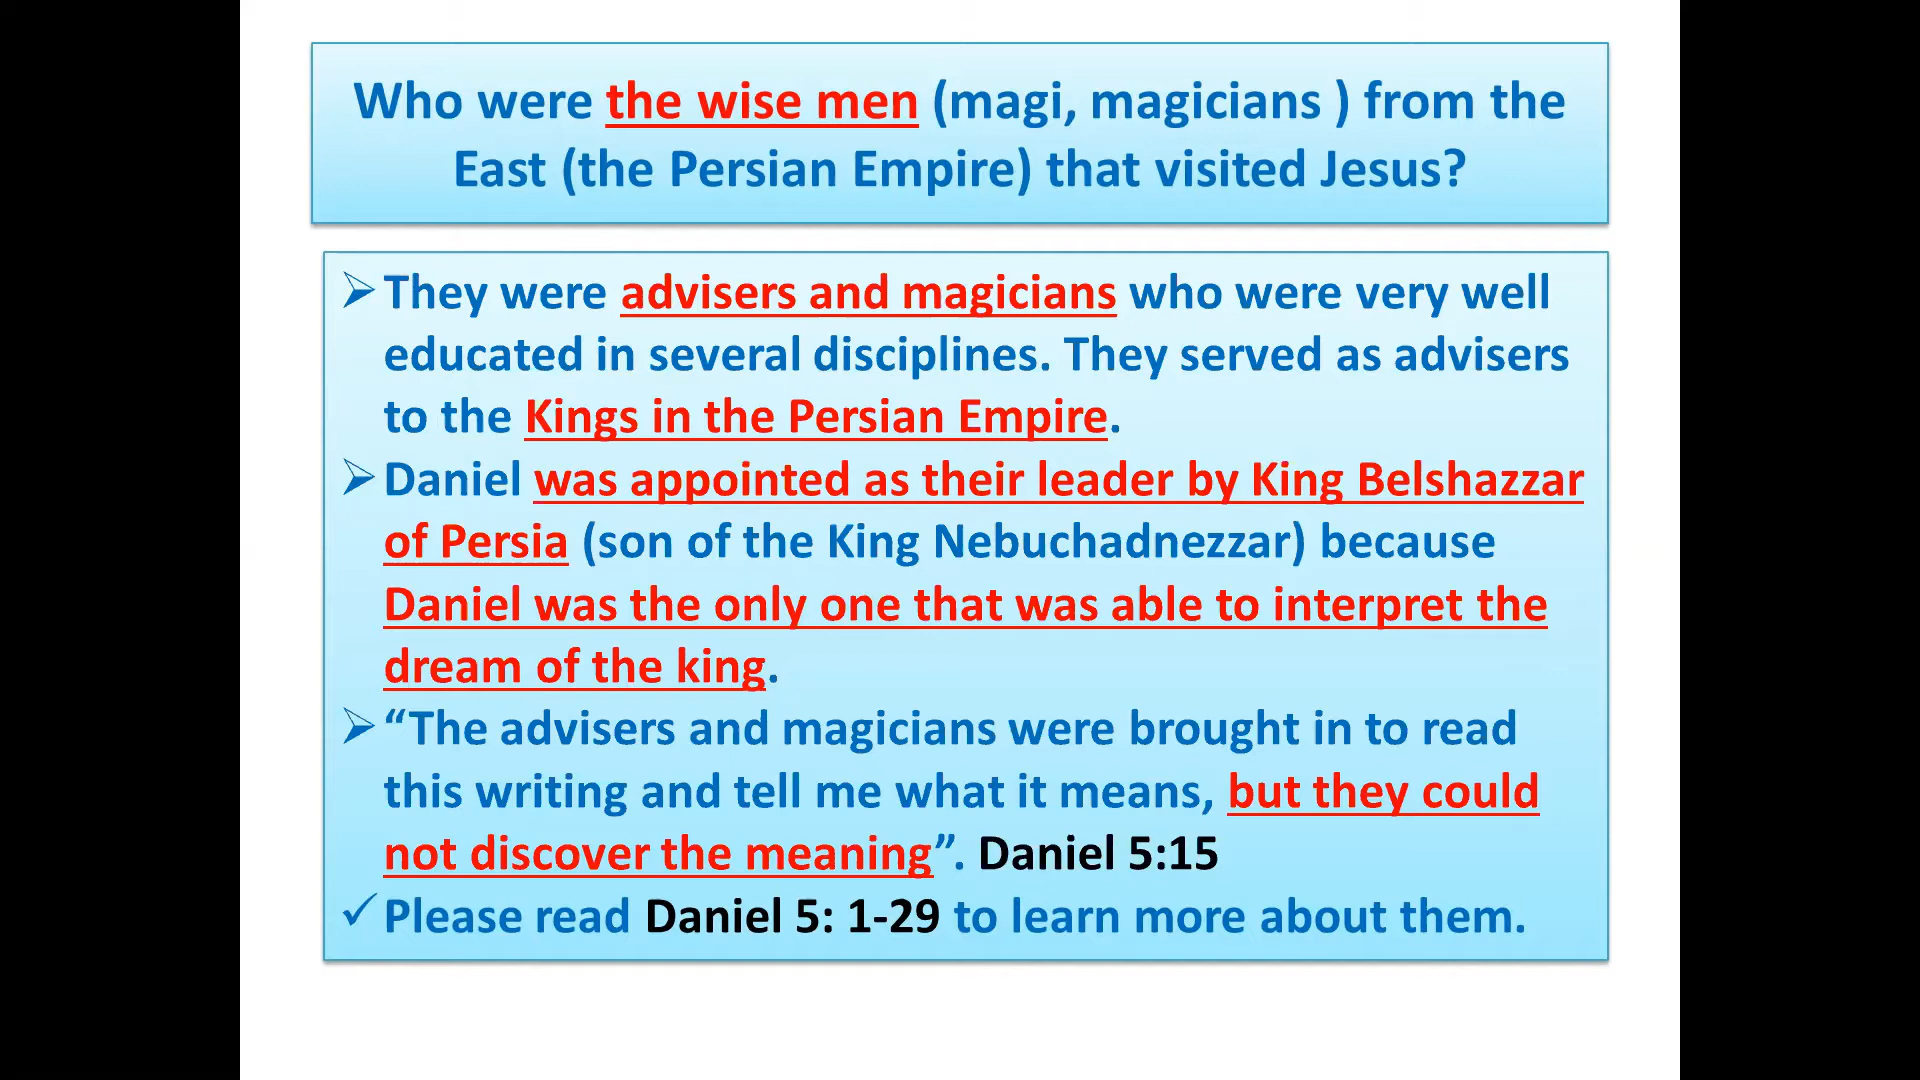 Who were the wise men (magi, magicians ) from the
East (the Persian Empire) that visited Jesus?
They were advisers and magicians who were very well
educated in several disciplines. They served as advisers
to the Kings in the Persian Empire.
Daniel was appointed as their leader by King Belshazzar
of Persia (son of the King Nebuchadnezzar) because
Daniel was the only one that was able to interpret the
dream of the king.
“The advisers and magicians were brought in to read
this writing and tell me what it means, but they could
not discover the meaning”. Daniel 5:15
Please read Daniel 5: 1-29 to learn more about them.